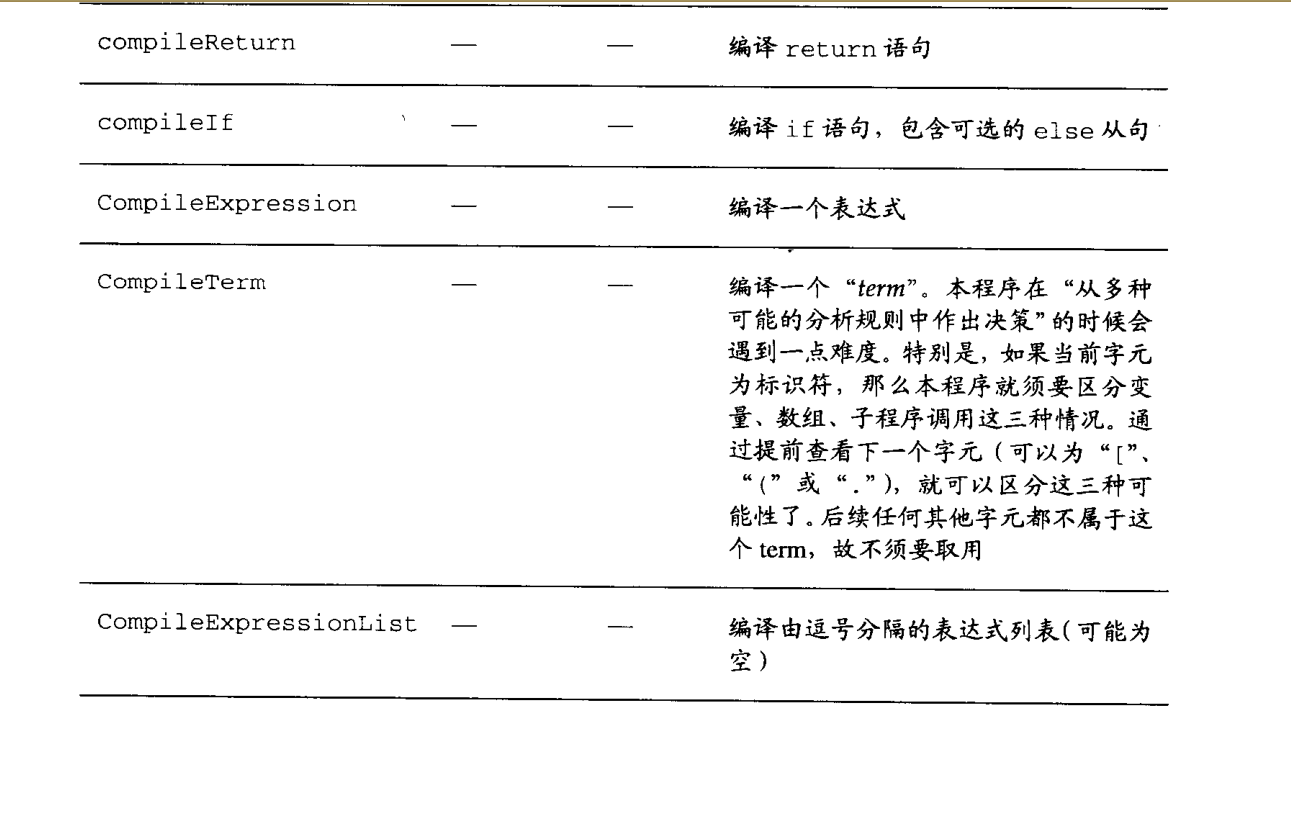 compileReturn — — 编译 return 语句
compileIf — — 编译 if 语句，包含可选的 else 从句
CompileExpression — — 编译一个表达式
CompileTerm — — 编译一个“term”。本程序在“从多种
可能的分析规则中作出决策”的时候会
遇到一点难度。特别是，如果当前字元
为标识符，那么本程序就须要区分变
量、数组、子程序调用这三种情况。通
过提前查看下一个字元（可以为“[”、
“(”或“.”），就可以区分这三种可
能性了。后续任何其他字元都不属于这
个 term，故不须要取用
CompileExpressionList — — 编译由逗号分隔的表达式列表（可能为
空）